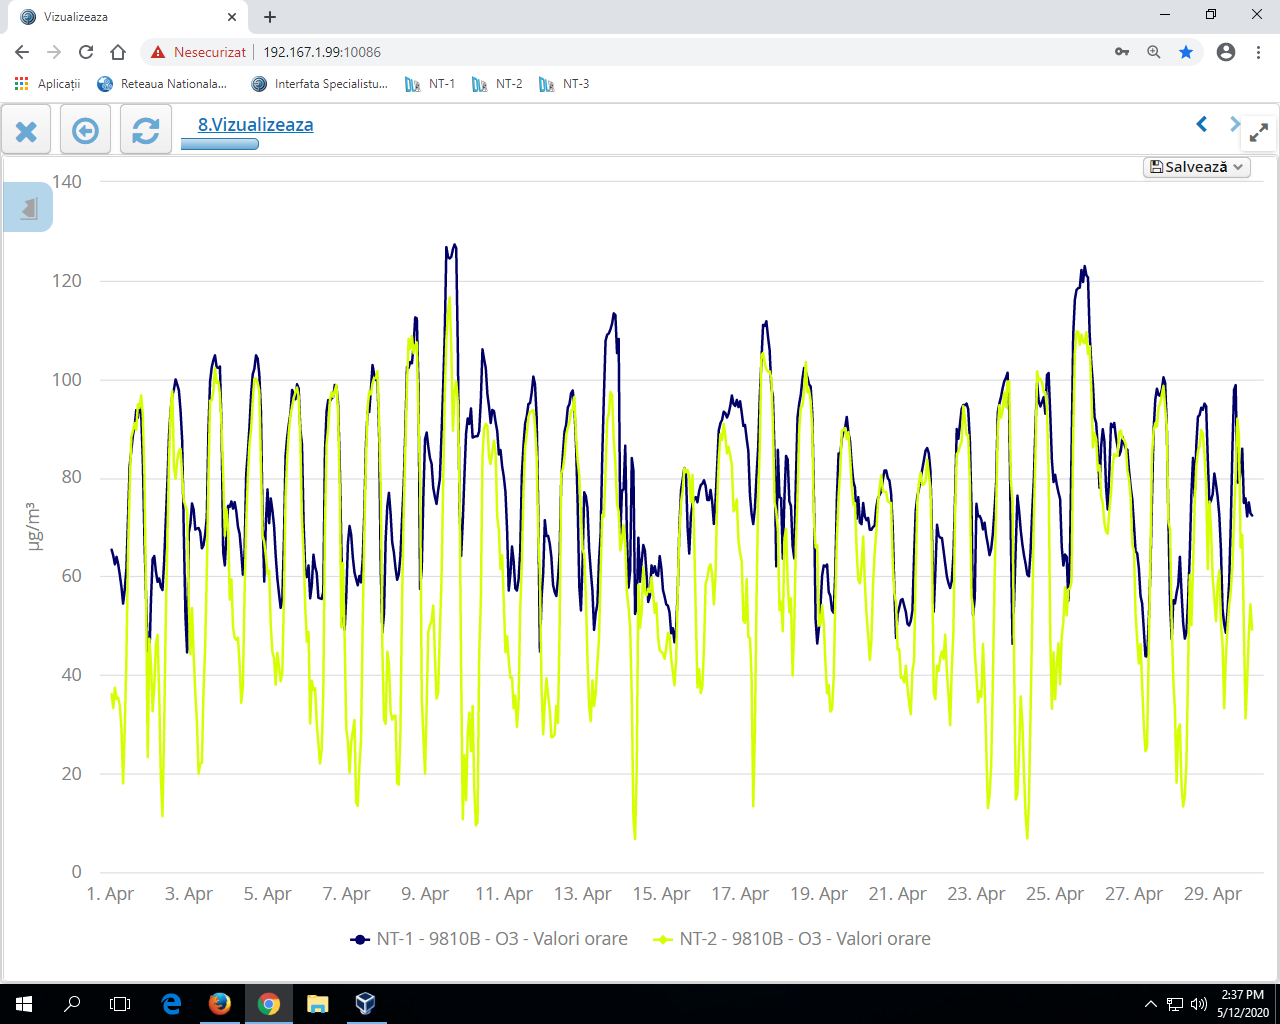 Vizualizeaza
Nesecurizat 192.167.1.99:10086
Aplicații Reteaua Nationala... Interfata Specialistu... NT-1 NT-2 NT-3
8.Vizualizeaza
Salvează
140
120
100
80
60
40
20
0
µg/m³
1. Apr 3. Apr 5. Apr 7. Apr 9. Apr 11. Apr 13. Apr 15. Apr 17. Apr 19. Apr 21. Apr 23. Apr 25. Apr 27. Apr 29. Apr
NT-1 - 9810B - O3 - Valori orare NT-2 - 9810B - O3 - Valori orare
2:37 PM
5/12/2020